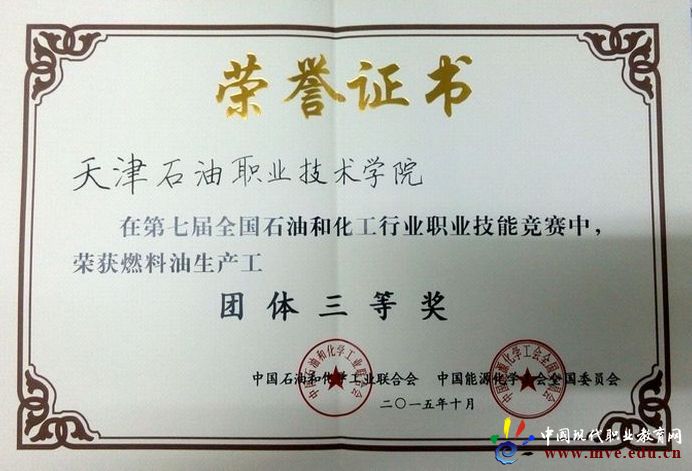 荣誉证书
天津石油职业技术学院
在第七届全国石油和化工行业职业技能竞赛中，
荣获燃料油生产工
团体三等奖
中国石油和化学工业联合会 中国能源化学工会全国委员会
二〇一五年十月
中国现代职业教育网
www.mve.edu.cn